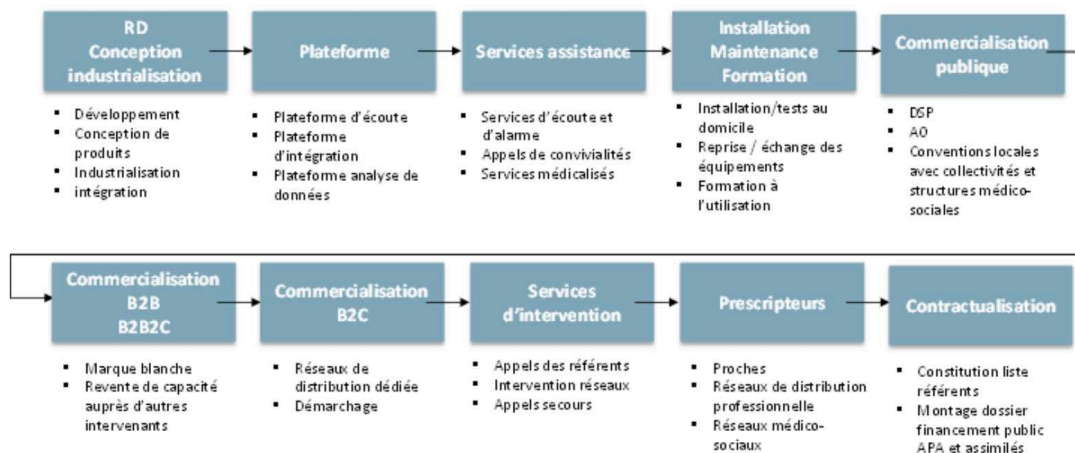 RD
Conception
industrialisation
▪ Développement
▪ Conception de
produits
▪ Industrialisation
▪ intégration
Plateforme
▪ Plateforme d'écoute
▪ Plateforme
d'intégration
▪ Plateforme analyse de
données
Services assistance
▪ Services d'écoute et
d'alarme
▪ Appels de convivialités
▪ Services médicalisés
Installation
Maintenance
Formation
▪ Installation/tests au
domicile
▪ Reprise / échange des
équipements
▪ Formation à
l'utilisation
Commercialisation
publique
▪ DSP
▪ AO
▪ Conventions locales
avec collectivités et
structures médico-
sociales
Commercialisation
B2B
B2B2C
▪ Marque blanche
▪ Revente de capacité
auprès d'autres
intervenants
Commercialisation
B2C
▪ Réseaux de
distribution dédiée
▪ Démarchage
Services
d'intervention
▪ Appels des référents
▪ Intervention réseaux
▪ Appels secours
Prescripteurs
▪ Proches
▪ Réseaux de distribution
professionnelle
▪ Réseaux médico-
sociaux
Contractualisation
▪ Constitution liste
référents
▪ Montage dossier
financement public
APA et assimilés